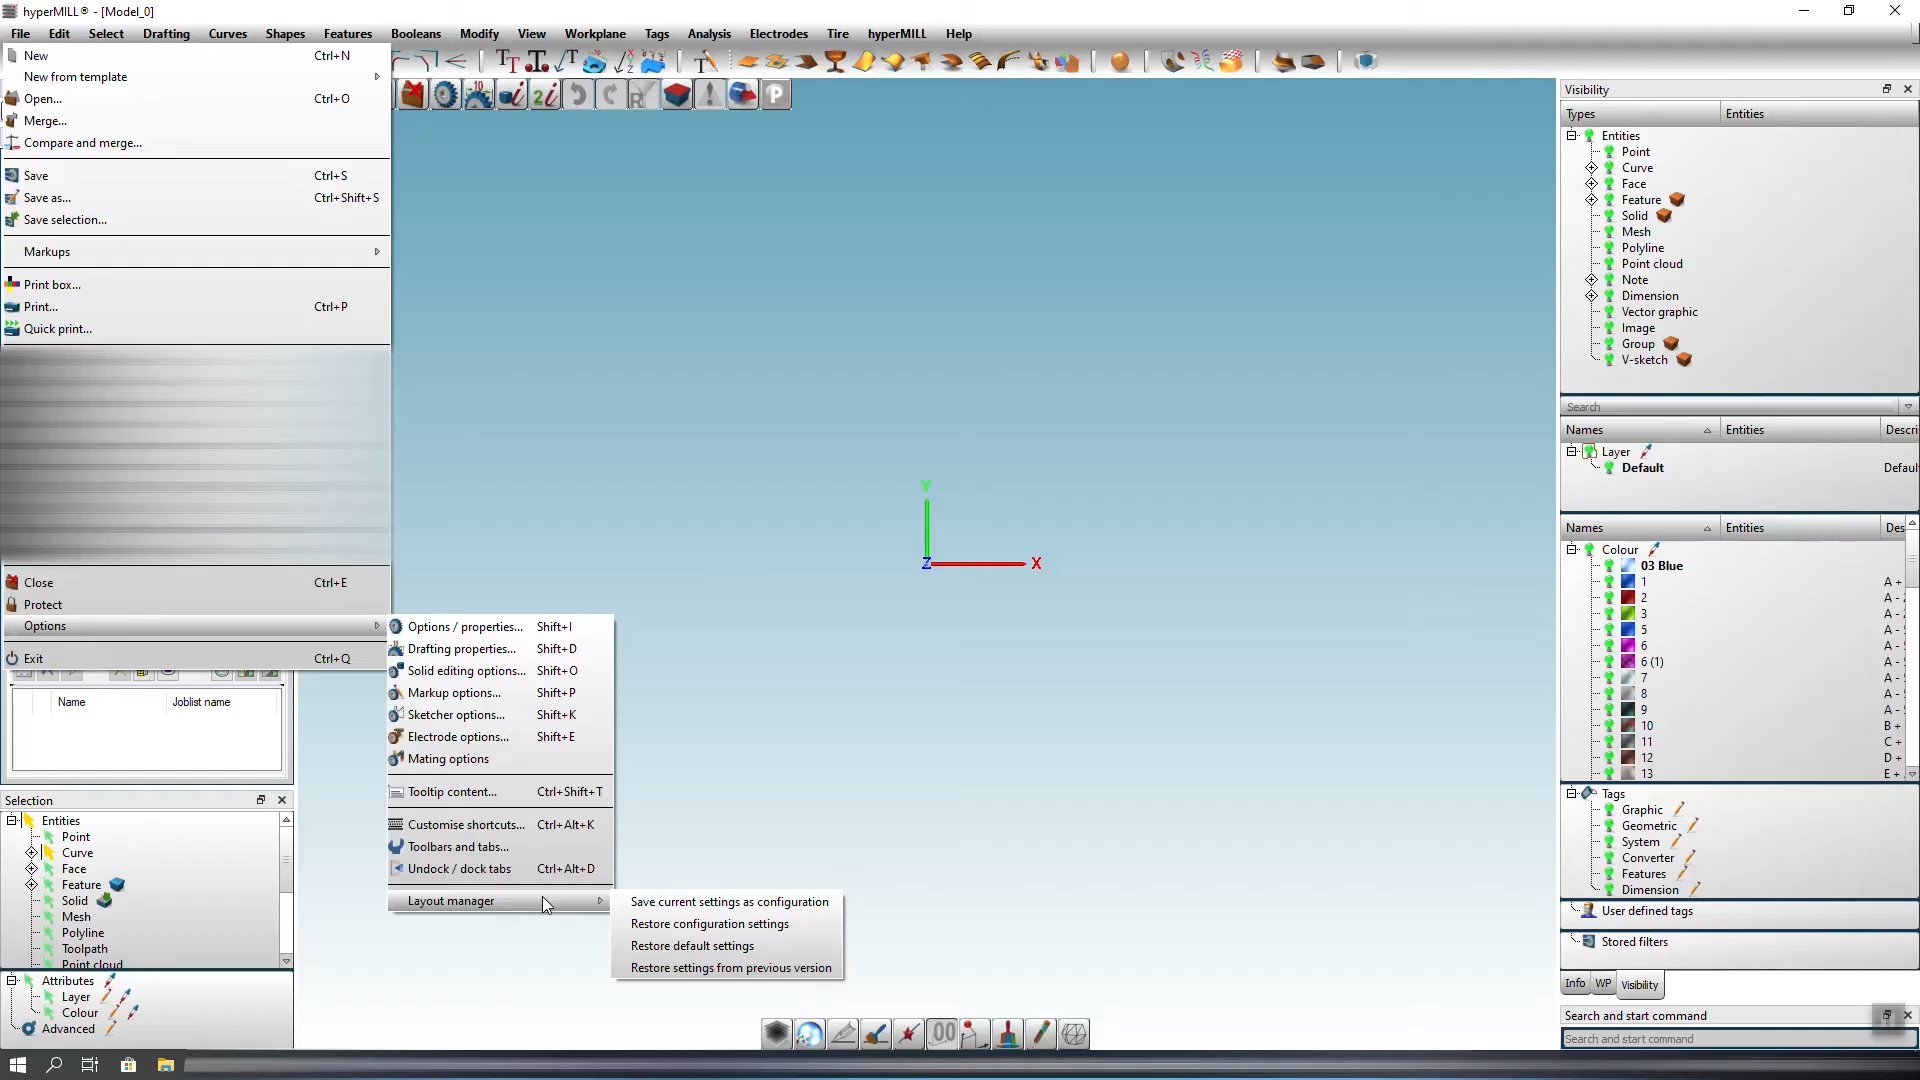 hyperMILL® - [Model_0]
File Edit Select Drafting Curves Shapes Features Booleans Modify View Workplane Tags Analysis Electrodes Tire hyperMILL Help
New Ctrl+N
New from template
Open... Ctrl+O
Merge...
Compare and merge...
Save Ctrl+S
Save as... Ctrl+Shift+S
Save selection...
Markups
Print box...
Print... Ctrl+P
Quick print...
Close Ctrl+E
Protect
Options
Exit Ctrl+Q
Options / properties... Shift+I
Drafting properties... Shift+D
Solid editing options... Shift+O
Markup options... Shift+P
Sketcher options... Shift+K
Electrode options... Shift+E
Mating options
Tooltip content... Ctrl+Shift+T
Customise shortcuts... Ctrl+Alt+K
Toolbars and tabs...
Undock / dock tabs Ctrl+Alt+D
Layout manager
Save current settings as configuration
Restore configuration settings
Restore default settings
Restore settings from previous version
Name Joblist name
Selection
Entities
Point
Curve
Face
Feature
Solid
Mesh
Polyline
Toolpath
Point cloud
Attributes
Layer
Colour
Advanced
Y
Z X
P
00
Visibility
Types Entities
Entities
Point
Curve
Face
Feature
Solid
Mesh
Polyline
Point cloud
Note
Dimension
Vector graphic
Image
Group
V-sketch
Search
Names Entities Descri
Layer
Default Defaul
Names Entities Des
Colour
03 Blue
1 A +
2 A -
3 A -
5 A -
6 A -
6 (1) A -
7 A -
8 A -
9 A -
10 B +
11 C +
12 D +
13 E +
Tags
Graphic
Geometric
System
Converter
Features
Dimension
User defined tags
Stored filters
Info WP Visibility
Search and start command
Search and start command